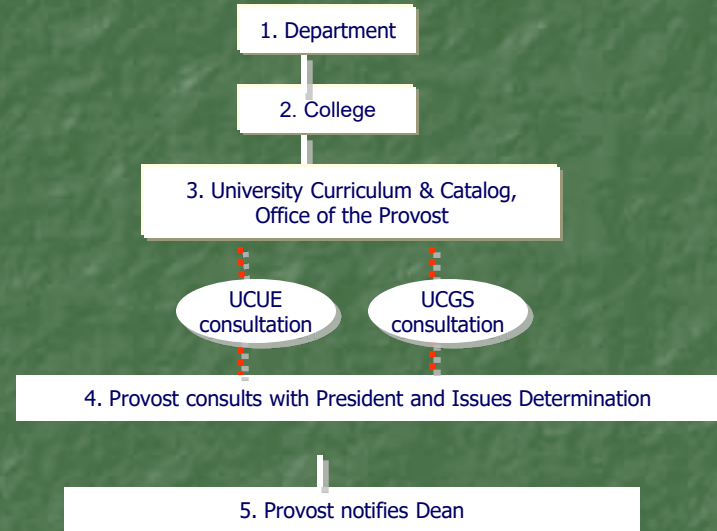 1. Department
2. College
3. University Curriculum & Catalog,
Office of the Provost
UCUE
consultation
UCGS
consultation
4. Provost consults with President and Issues Determination
5. Provost notifies Dean